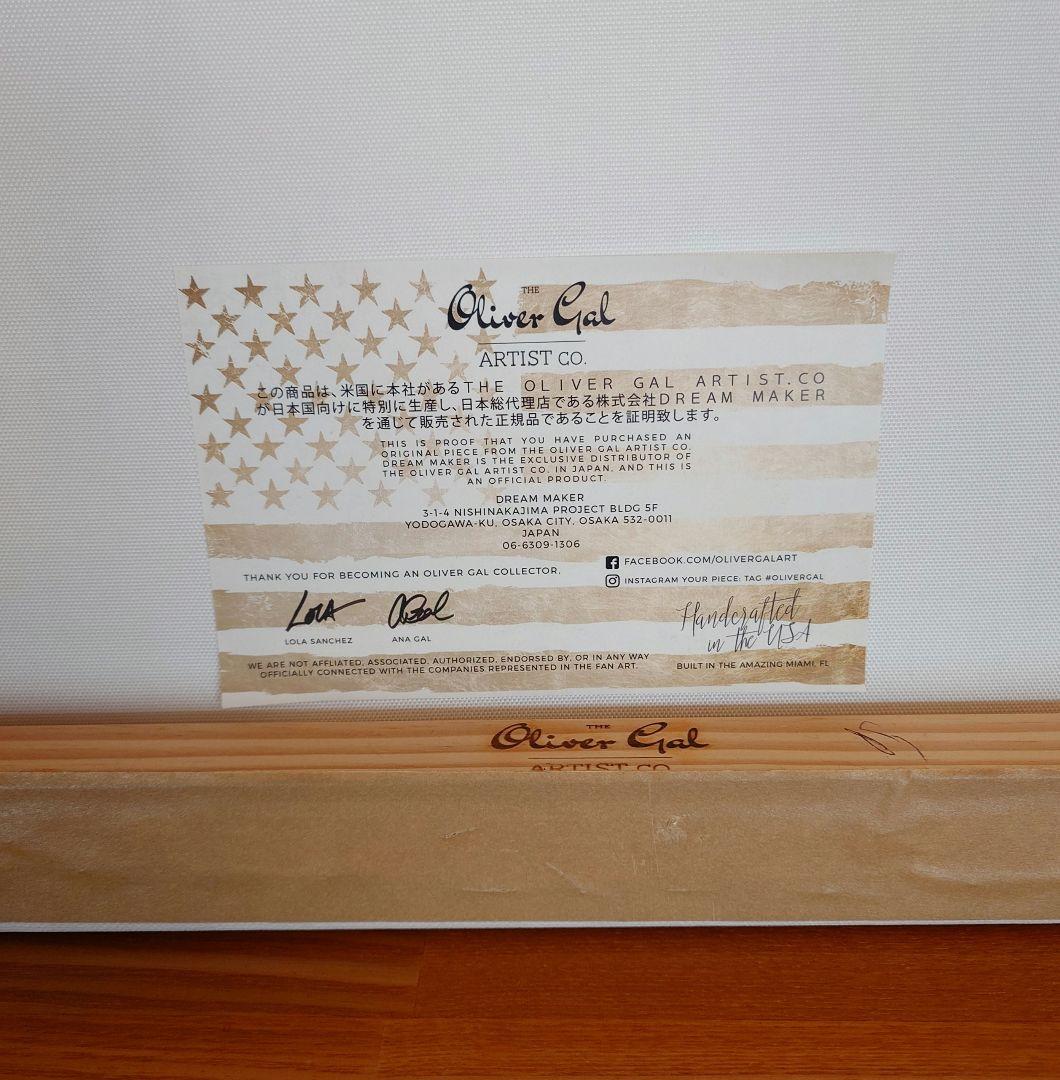 THE
Oliver Gal
ARTIST CO.
この商品は、米国に本社があるTHE OLIVER GAL ARTIST.CO
が日本国向けに特別に生産し、日本総代理店である株式会社DREAM MAKER
を通じて販売された正規品であることを証明致します。
THIS IS PROOF THAT YOU HAVE PURCHASED AN
ORIGINAL PIECE FROM THE OLIVER GAL ARTIST CO.
DREAM MAKER IS THE EXCLUSIVE DISTRIBUTOR OF
THE OLIVER GAL ARTIST CO. IN JAPAN, AND THIS IS
AN OFFICIAL PRODUCT.
DREAM MAKER
3-1-4 NISHINAKAJIMA PROJECT BLDG 5F
YODOGAWA-KU, OSAKA CITY, OSAKA 532-0011
JAPAN
06-6309-1306
FACEBOOK.COM/OLIVERGALART
INSTAGRAM YOUR PIECE: TAG #OLIVERGAL
THANK YOU FOR BECOMING AN OLIVER GAL COLLECTOR.
LOLA
LOLA SANCHEZ
ANA GAL
Handcrafted
in the USA
BUILT IN THE AMAZING MIAMI, FL
WE ARE NOT AFFLIATED, ASSOCIATED, AUTHORIZED, ENDORSED BY, OR IN ANY WAY
OFFICIALLY CONNECTED WITH THE COMPANIES REPRESENTED IN THE FAN ART.
THE
Oliver Gal
ARTIST CO